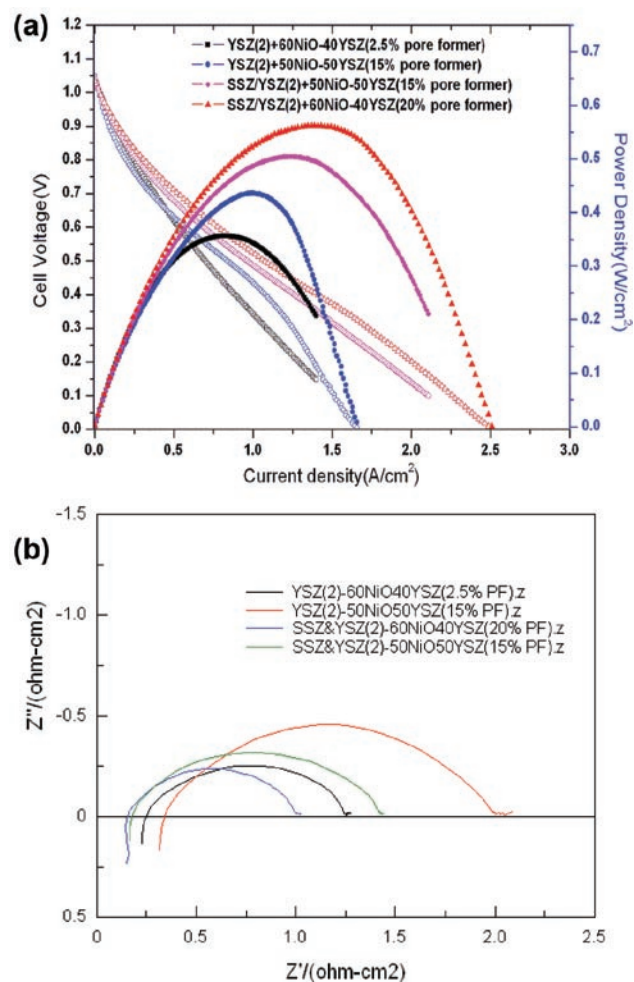 (a)
YSZ(2)+60NiO-40YSZ(2.5% pore former)
YSZ(2)+50NiO-50YSZ(15% pore former)
SSZ/YSZ(2)+50NiO-50YSZ(15% pore former)
SSZ/YSZ(2)+60NiO-40YSZ(20% pore former)
Cell Voltage(V)
1.2
1.1
1.0
0.9
0.8
0.7
0.6
0.5
0.4
0.3
0.2
0.1
0.0
Power Density(W/cm²)
0.7
0.6
0.5
0.4
0.3
0.2
0.1
0.0
0.0 0.5 1.0 1.5 2.0 2.5 3.0
Current density(A/cm²)
(b)
YSZ(2)-60NiO40YSZ(2.5% PF).z
YSZ(2)-50NiO50YSZ(15% PF).z
SSZ&YSZ(2)-60NiO40YSZ(20% PF).z
SSZ&YSZ(2)-50NiO50YSZ(15% PF).z
Z''/(ohm-cm2)
-1.5
-1.0
-0.5
0
0.5
0 0.5 1.0 1.5 2.0 2.5
Z'/(ohm-cm2)